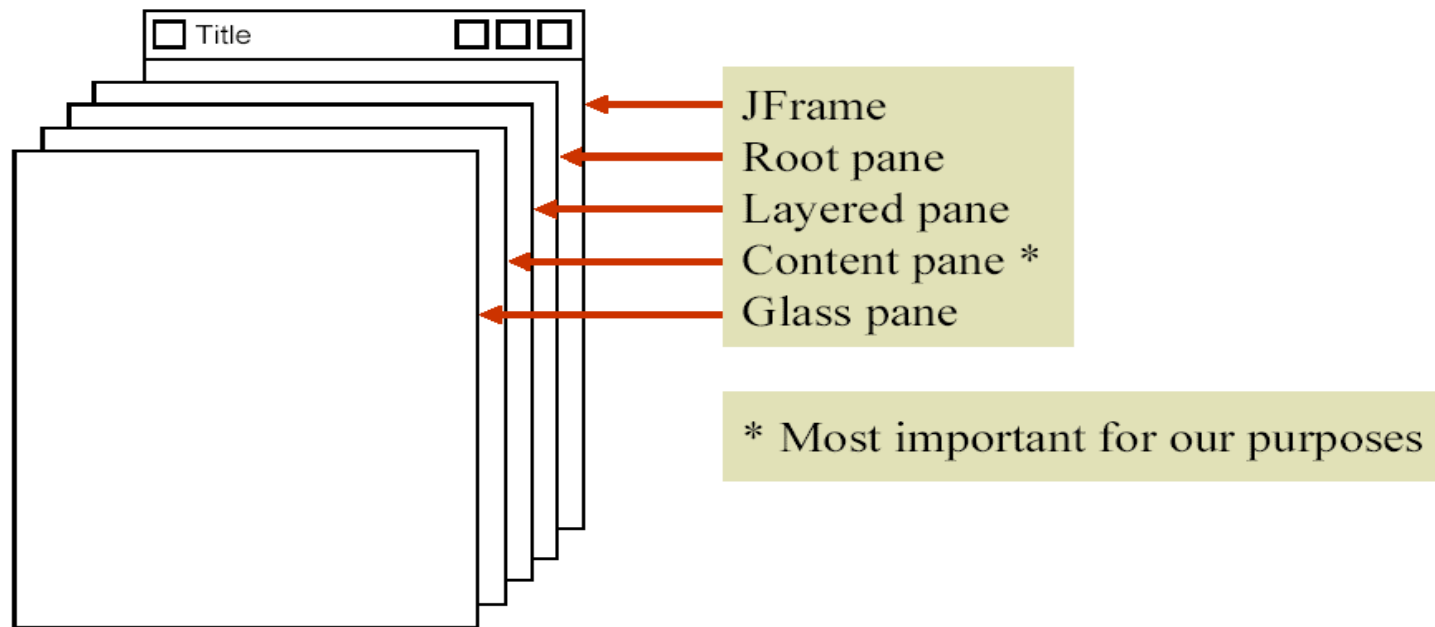 Title
JFrame
Root pane
Layered pane
Content pane *
Glass pane
* Most important for our purposes